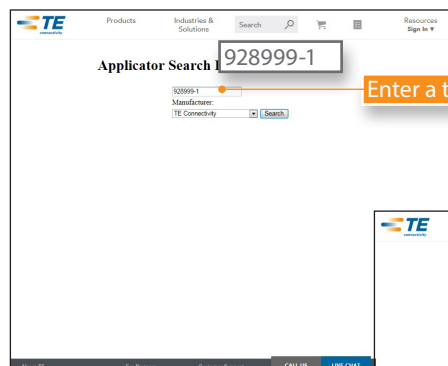 TE
connectivity
Products
Industries &
Solutions
Search
Resources
Sign In ▼
Applicator Search
928999-1
928999-1
Enter a t
Manufacturer:
TE Connectivity
Search
TE
connectivity
CALL US
LIVE CHAT